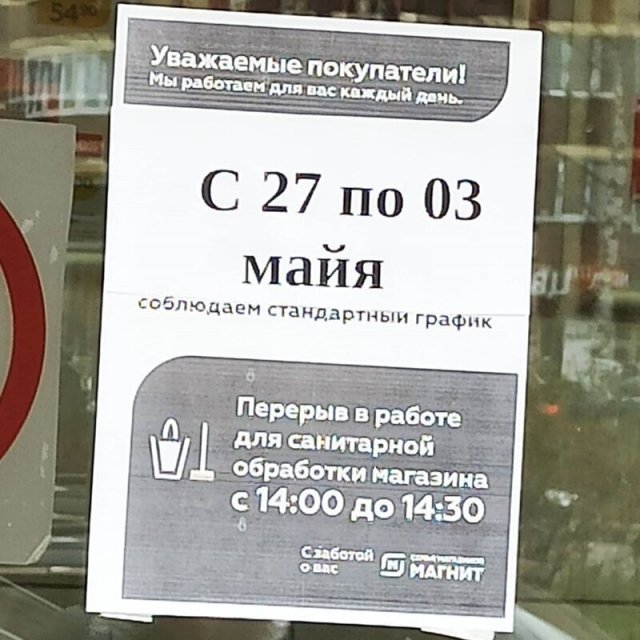 54
Уважаемые покупатели!
Мы работаем для вас каждый день.
С 27 по 03
майя
соблюдаем стандартный график
Перерыв в работе
для санитарной
обработки магазина
с 14:00 до 14:30
С заботой
о вас
МАГНИТ